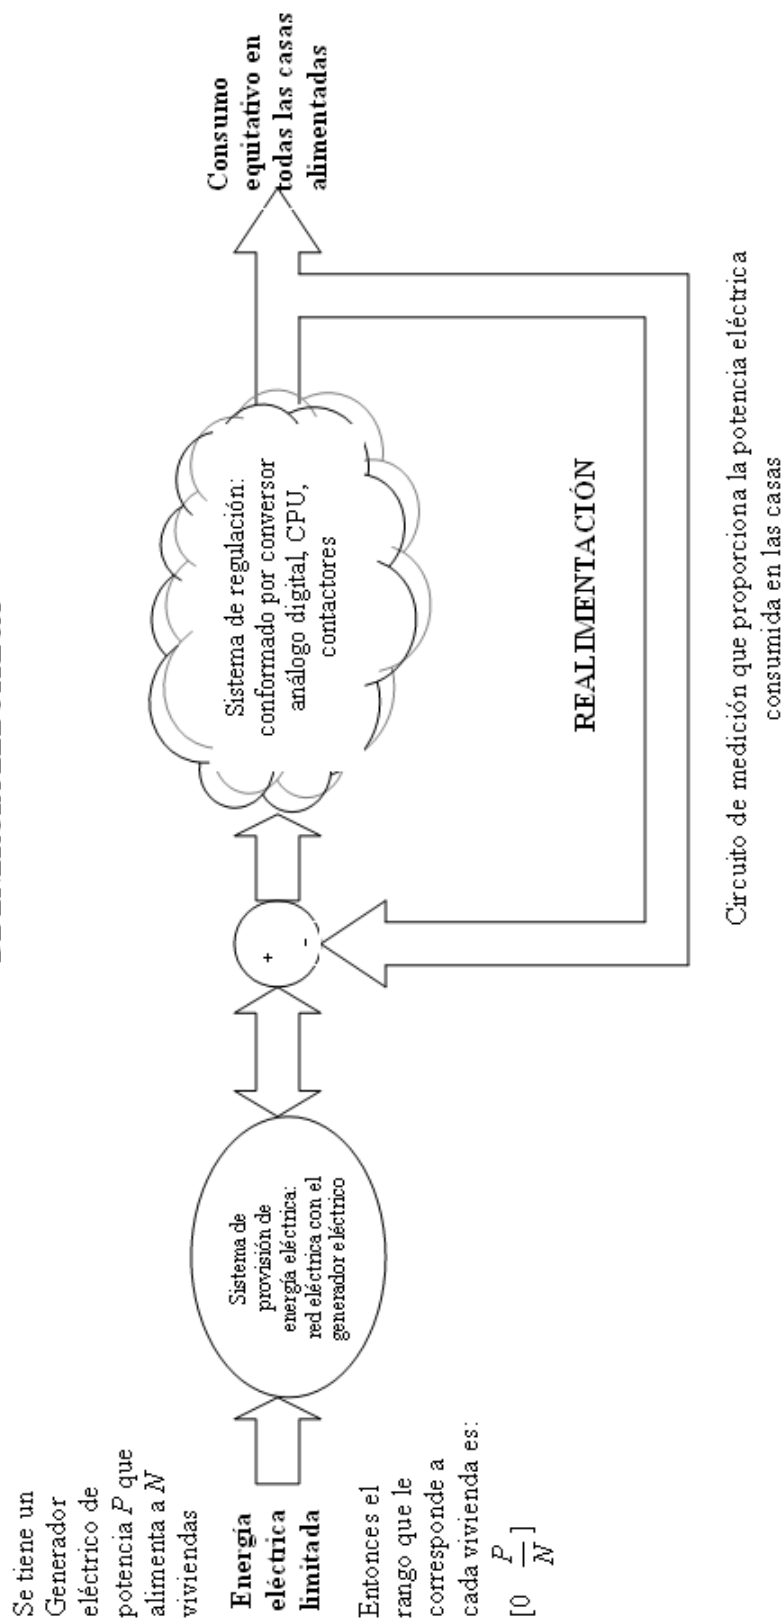 Se tiene un
Generador
eléctrico de
potencia P que
alimenta a N
viviendas
Energía
eléctrica
limitada
Entonces el
rango que le
corresponde a
cada vivienda es:
[0 P/N]
Sistema de
provisión de
energía eléctrica:
red eléctrica con el
generador eléctrico
+
-
Sistema de regulación:
conformado por conversor
análogo digital, CPU,
contactores
Consumo
equitativo en
todas las casas
alimentadas
REALIMENTACIÓN
Circuito de medición que proporciona la potencia eléctrica
consumida en las casas